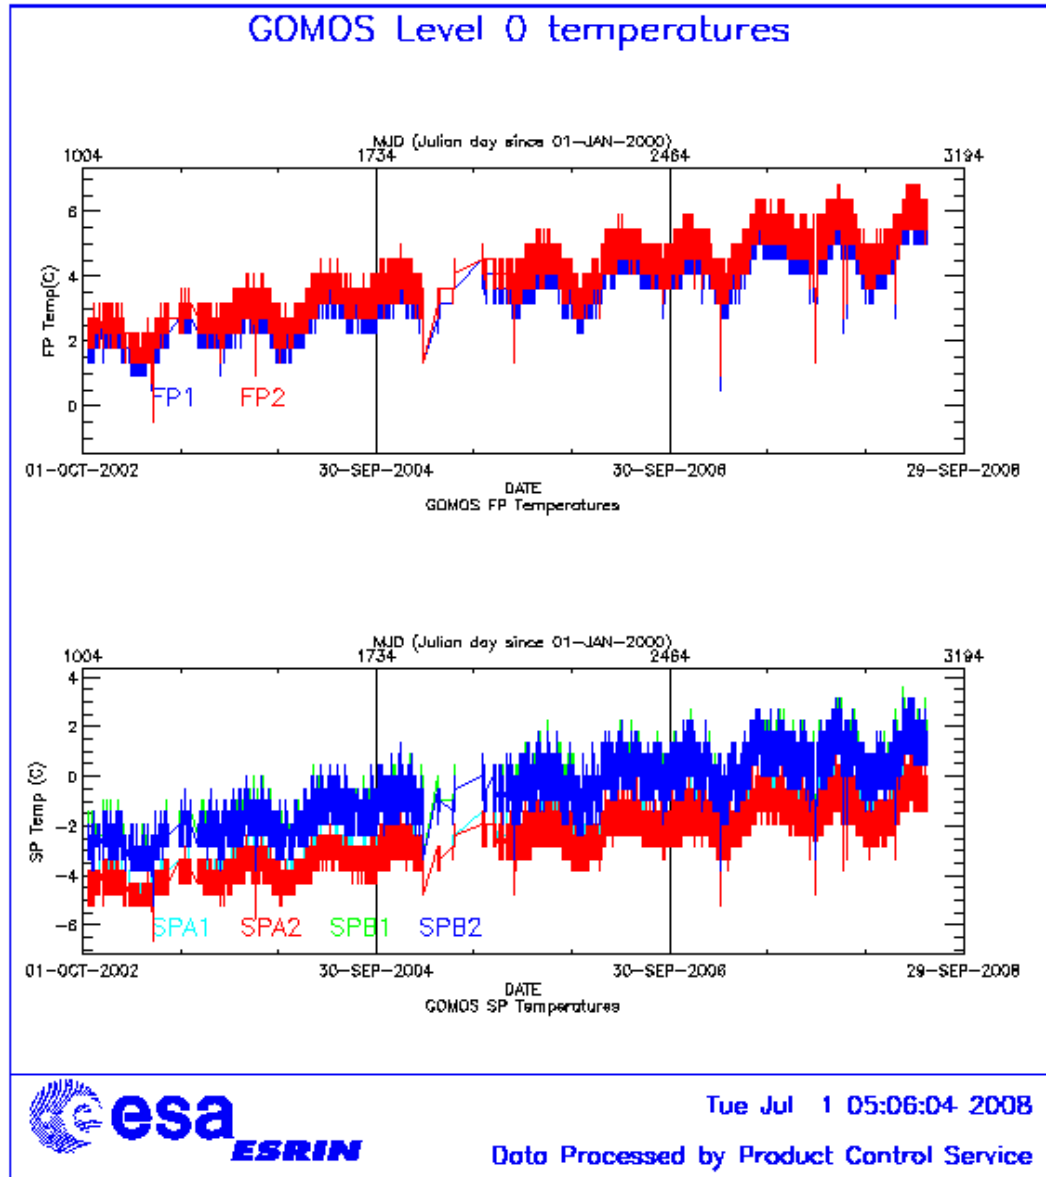 GOMOS Level 0 temperatures
MJD (Julian day since 01-JAN-2000)
1004 1734 2464 3194
6
4
2
0
FP Temp(C)
FP1 FP2
01-OCT-2002 30-SEP-2004 30-SEP-2006 29-SEP-2008
DATE
GOMOS FP Temperatures
MJD (Julian day since 01-JAN-2000)
1004 1734 2464 3194
4
2
0
-2
-4
-6
SP Temp (C)
SPA1 SPA2 SPB1 SPB2
01-OCT-2002 30-SEP-2004 30-SEP-2006 29-SEP-2008
DATE
GOMOS SP Temperatures
esa
ESRIN
Tue Jul 1 05:06:04 2008
Data Processed by Product Control Service